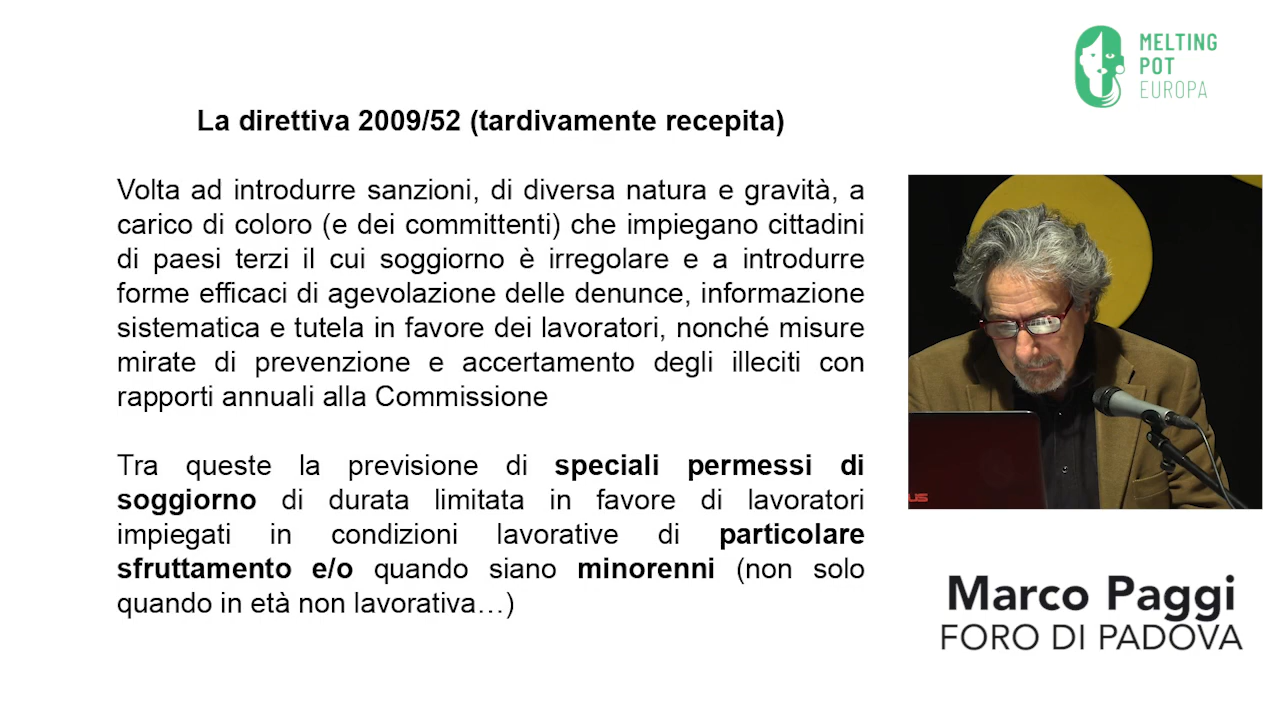 MELTING
POT
EUROPA
La direttiva 2009/52 (tardivamente recepita)
Volta ad introdurre sanzioni, di diversa natura e gravità, a
carico di coloro (e dei committenti) che impiegano cittadini
di paesi terzi il cui soggiorno è irregolare e a introdurre
forme efficaci di agevolazione delle denunce, informazione
sistematica e tutela in favore dei lavoratori, nonché misure
mirate di prevenzione e accertamento degli illeciti con
rapporti annuali alla Commissione
Tra queste la previsione di speciali permessi di
soggiorno di durata limitata in favore di lavoratori
impiegati in condizioni lavorative di particolare
sfruttamento e/o quando siano minorenni (non solo
quando in età non lavorativa…)
Marco Paggi
FORO DI PADOVA